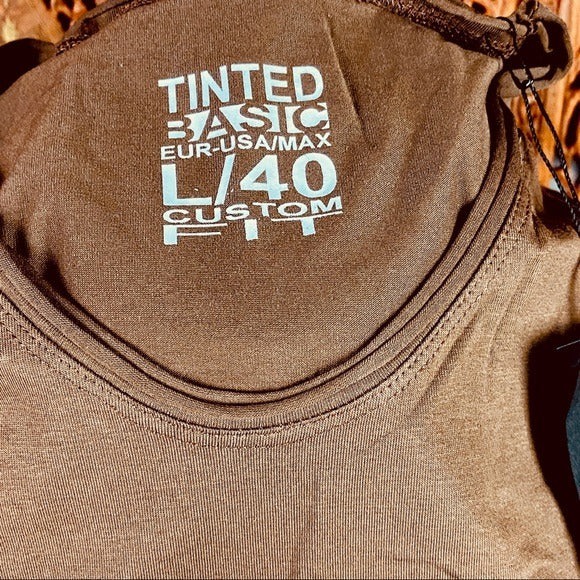 TINTED
BASIC
EUR-USA/MAX
L/40
CUSTOM
FIT